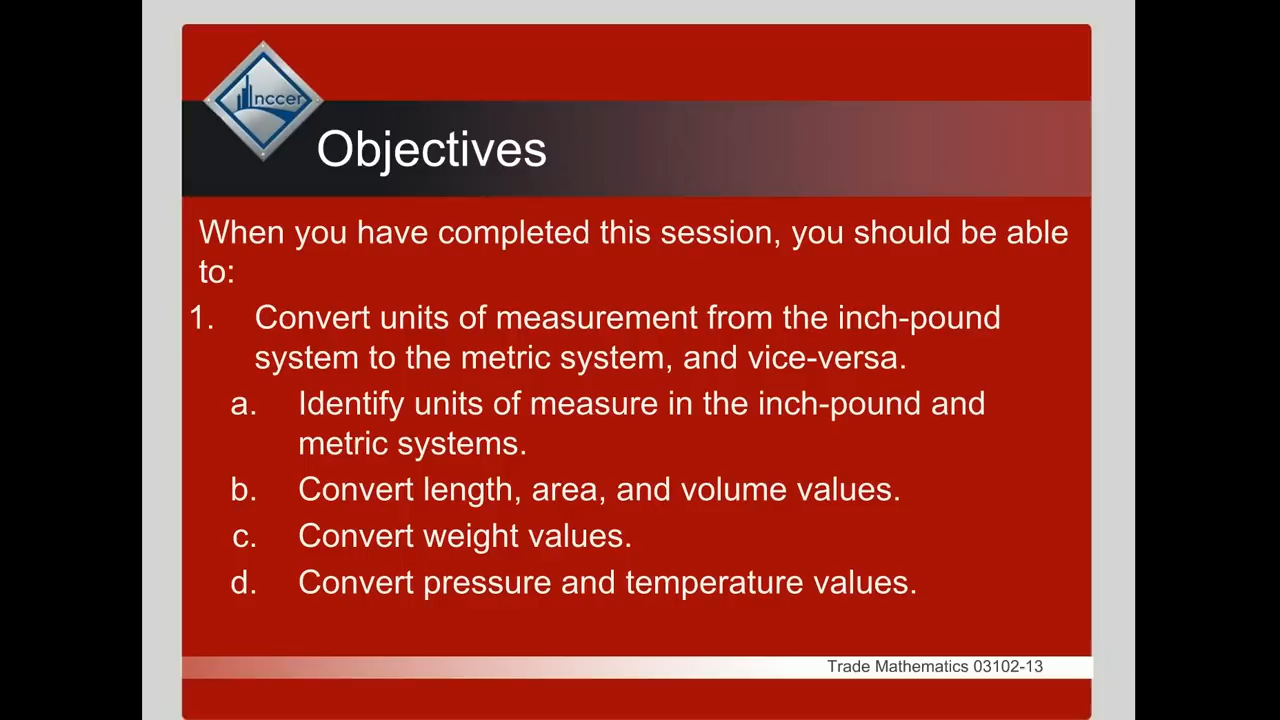 nccer
Objectives
When you have completed this session, you should be able
to:
1. Convert units of measurement from the inch-pound
system to the metric system, and vice-versa.
a. Identify units of measure in the inch-pound and
metric systems.
b. Convert length, area, and volume values.
c. Convert weight values.
d. Convert pressure and temperature values.
Trade Mathematics 03102-13